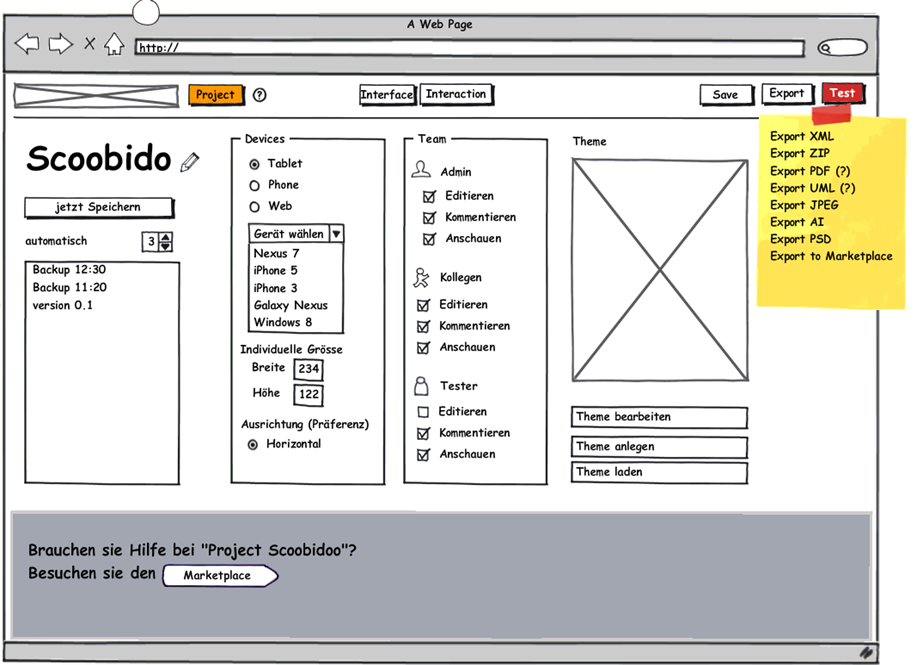 A Web Page
http://
Project
?
Interface
Interaction
Save
Export
Test
Export XML
Export ZIP
Export PDF (?)
Export UML (?)
Export JPEG
Export AI
Export PSD
Export to Marketplace
Scoobido
jetzt Speichern
automatisch 3
Backup 12:30
Backup 11:20
version 0.1
Devices
Tablet
Phone
Web
Gerät wählen
Nexus 7
iPhone 5
iPhone 3
Galaxy Nexus
Windows 8
Individuelle Grösse
Breite 234
Höhe 122
Ausrichtung (Präferenz)
Horizontal
Team
Admin
Editieren
Kommentieren
Anschauen
Kollegen
Editieren
Kommentieren
Anschauen
Tester
Editieren
Kommentieren
Anschauen
Theme
Theme bearbeiten
Theme anlegen
Theme laden
Brauchen sie Hilfe bei "Project Scoobidoo"?
Besuchen sie den Marketplace